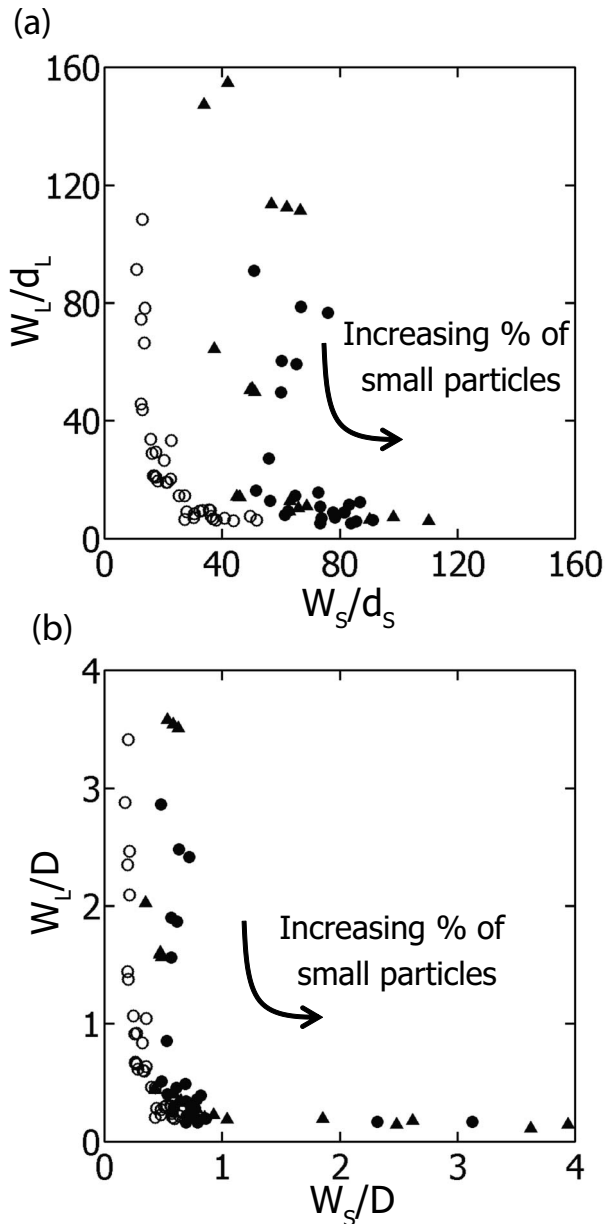 (a)
160
120
80
40
0
W_L/d_L
Increasing % of
small particles
0 40 80 120 160
W_S/d_S
(b)
4
3
2
1
0
W_L/D
Increasing % of
small particles
0 1 2 3 4
W_S/D